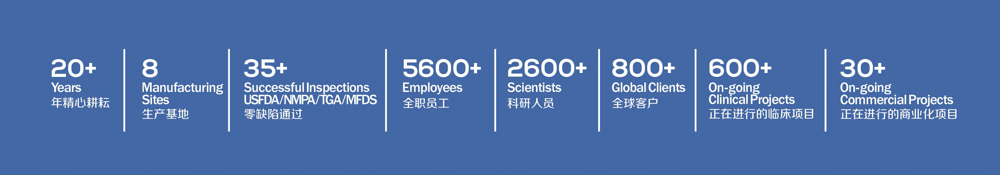 20+
Years
年精心耕耘
8
Manufacturing
Sites
生产基地
35+
Successful Inspections
USFDA/NMPA/TGA/MFDS
零缺陷通过
5600+
Employees
全职员工
2600+
Scientists
科研人员
800+
Global Clients
全球客户
600+
On-going
Clinical Projects
正在进行的临床项目
30+
On-going
Commercial Projects
正在进行的商业化项目